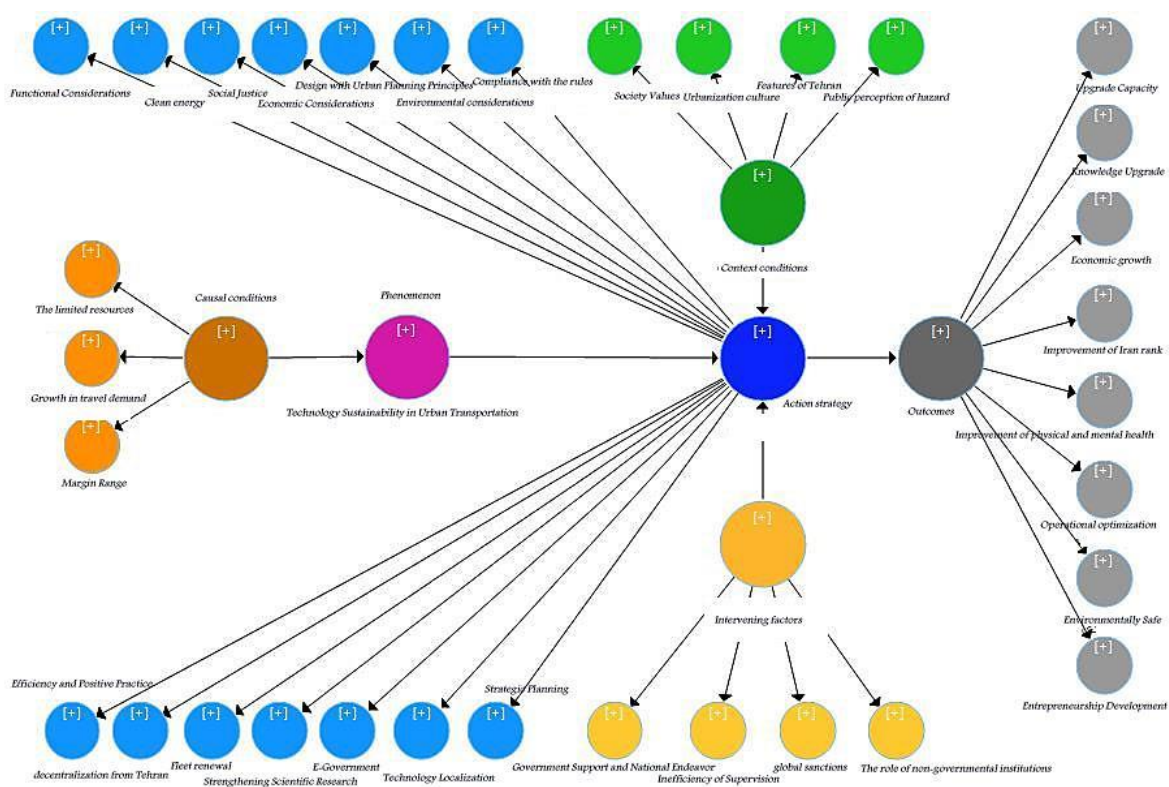 [+] [+] [+] [+] [+] [+] [+] [+] [+] [+] [+] [+]
Functional Considerations
Clean energy
Social Justice
Economic Considerations
Design with Urban Planning Principles
Environmental considerations
Compliance with the rules
Society Values
Urbanization culture
Features of Tehran
Public perception of hazard
Upgrade Capacity
[+]
Knowledge Upgrade
[+]
Context conditions
[+]
Economic growth
[+]
The limited resources
Causal conditions
[+]
Phenomenon
[+]
Technology Sustainability in Urban Transportation
[+]
Action strategy
[+]
Outcomes
[+]
Improvement of Iran rank
[+]
Growth in travel demand
[+]
Margin Range
[+]
Improvement of physical and mental health
[+]
Operational optimization
[+]
Intervening factors
[+]
Environmentally Safe
[+]
Entrepreneurship Development
Efficiency and Positive Practice
Strategic Planning
[+] [+] [+] [+] [+] [+] [+] [+] [+] [+] [+]
decentralization from Tehran
Fleet renewal
Strengthening Scientific Research
E-Government
Technology Localization
Government Support and National Endeavor
Inefficiency of Supervision
global sanctions
The role of non-governmental institutions